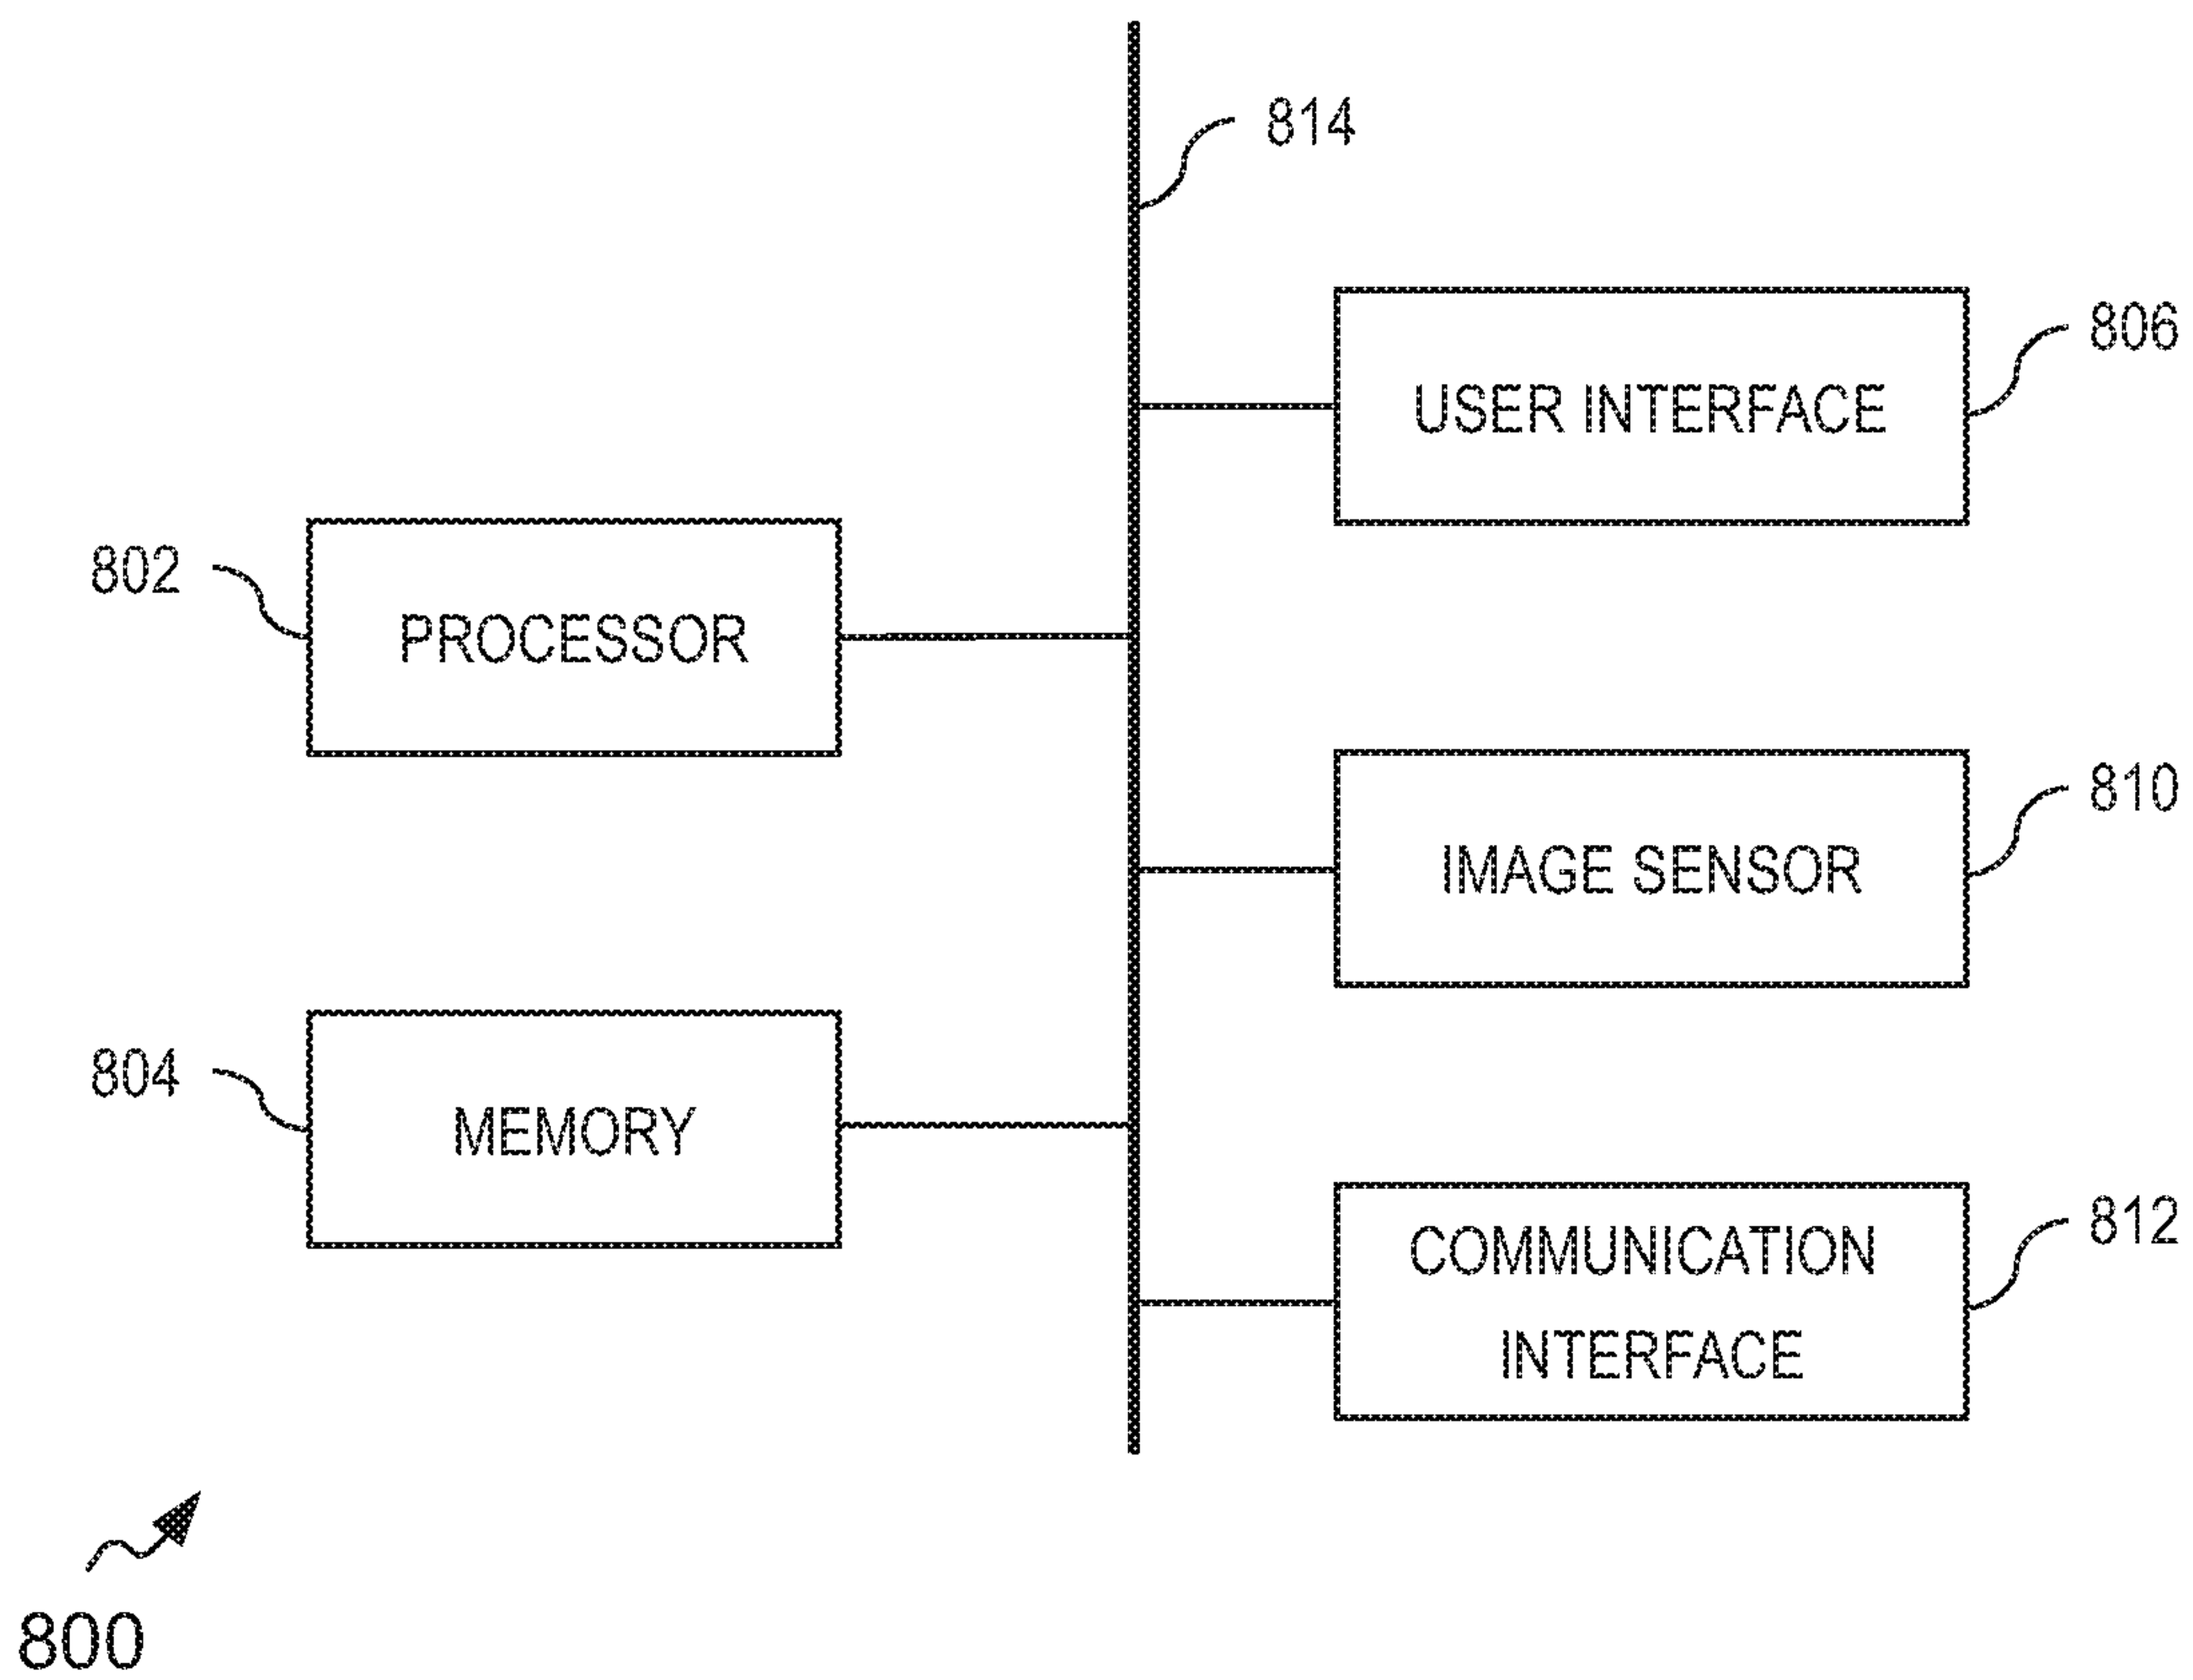 814
806
USER INTERFACE
802
PROCESSOR
810
IMAGE SENSOR
804
MEMORY
812
COMMUNICATION
INTERFACE
800